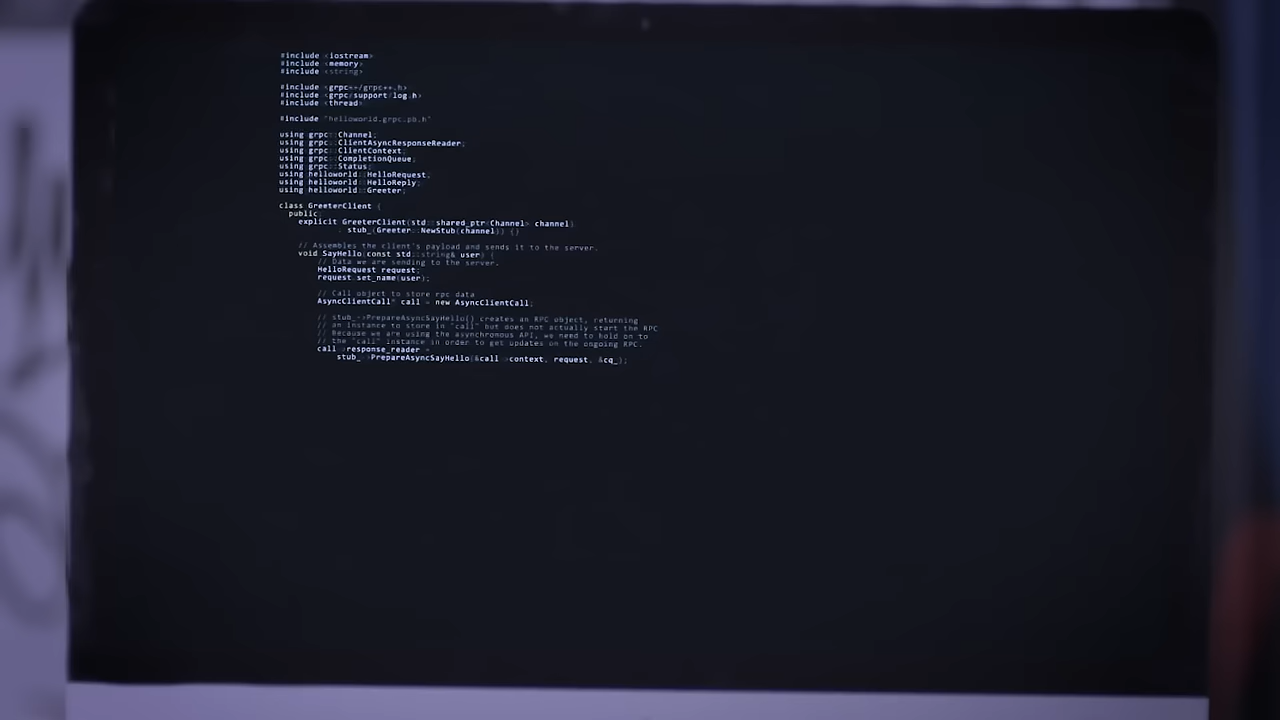 #include <iostream>
#include <memory>
#include <string>
#include <grpc++/grpc++.h>
#include <grpc/support/log.h>
#include <thread>
#include "helloworld.grpc.pb.h"
using grpc::Channel;
using grpc::ClientAsyncResponseReader;
using grpc::ClientContext;
using grpc::CompletionQueue;
using grpc::Status;
using helloworld::HelloRequest;
using helloworld::HelloReply;
using helloworld::Greeter;
class GreeterClient {
public:
explicit GreeterClient(std::shared_ptr<Channel> channel)
: stub_(Greeter::NewStub(channel)) {}
// Assembles the client's payload and sends it to the server.
void SayHello(const std::string& user) {
// Data we are sending to the server.
HelloRequest request;
request.set_name(user);
// Call object to store rpc data
AsyncClientCall* call = new AsyncClientCall;
// stub_->PrepareAsyncSayHello() creates an RPC object, returning
// an instance to store in "call" but does not actually start the RPC
// Because we are using the asynchronous API, we need to hold on to
// the "call" instance in order to get updates on the ongoing RPC.
call->response_reader =
stub_->PrepareAsyncSayHello(&call->context, request, &cq_);